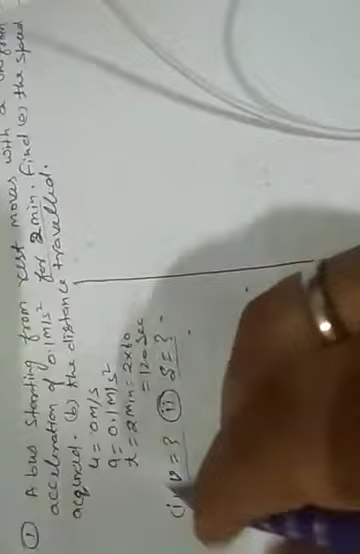 ① A bus starting from rest moves with a
acceleration of 0.1 m/s² for 2 min. Find (a) the speed
acquired. (b) the distance travelled.
u = 0 m/s
a = 0.1 m/s²
t = 2 min = 2×60
= 120 sec
(i) v = ? (ii) S = ?